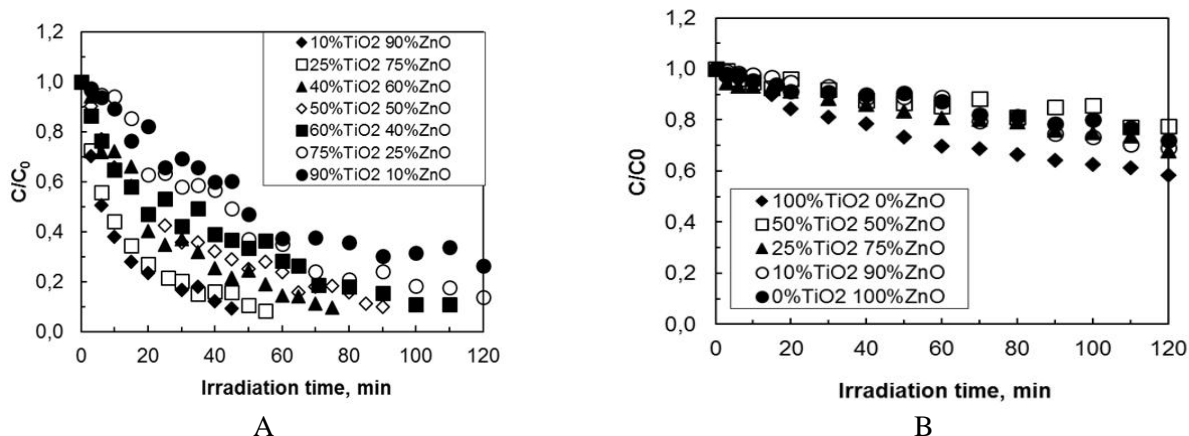 1,2
1,0
0,8
0,6
0,4
0,2
0,0
C/C0
10%TiO2 90%ZnO
25%TiO2 75%ZnO
40%TiO2 60%ZnO
50%TiO2 50%ZnO
60%TiO2 40%ZnO
75%TiO2 25%ZnO
90%TiO2 10%ZnO
0 20 40 60 80 100 120
Irradiation time, min
A
1,2
1,0
0,8
0,6
0,4
0,2
0,0
C/C0
100%TiO2 0%ZnO
50%TiO2 50%ZnO
25%TiO2 75%ZnO
10%TiO2 90%ZnO
0%TiO2 100%ZnO
0 20 40 60 80 100 120
Irradiation time, min
B